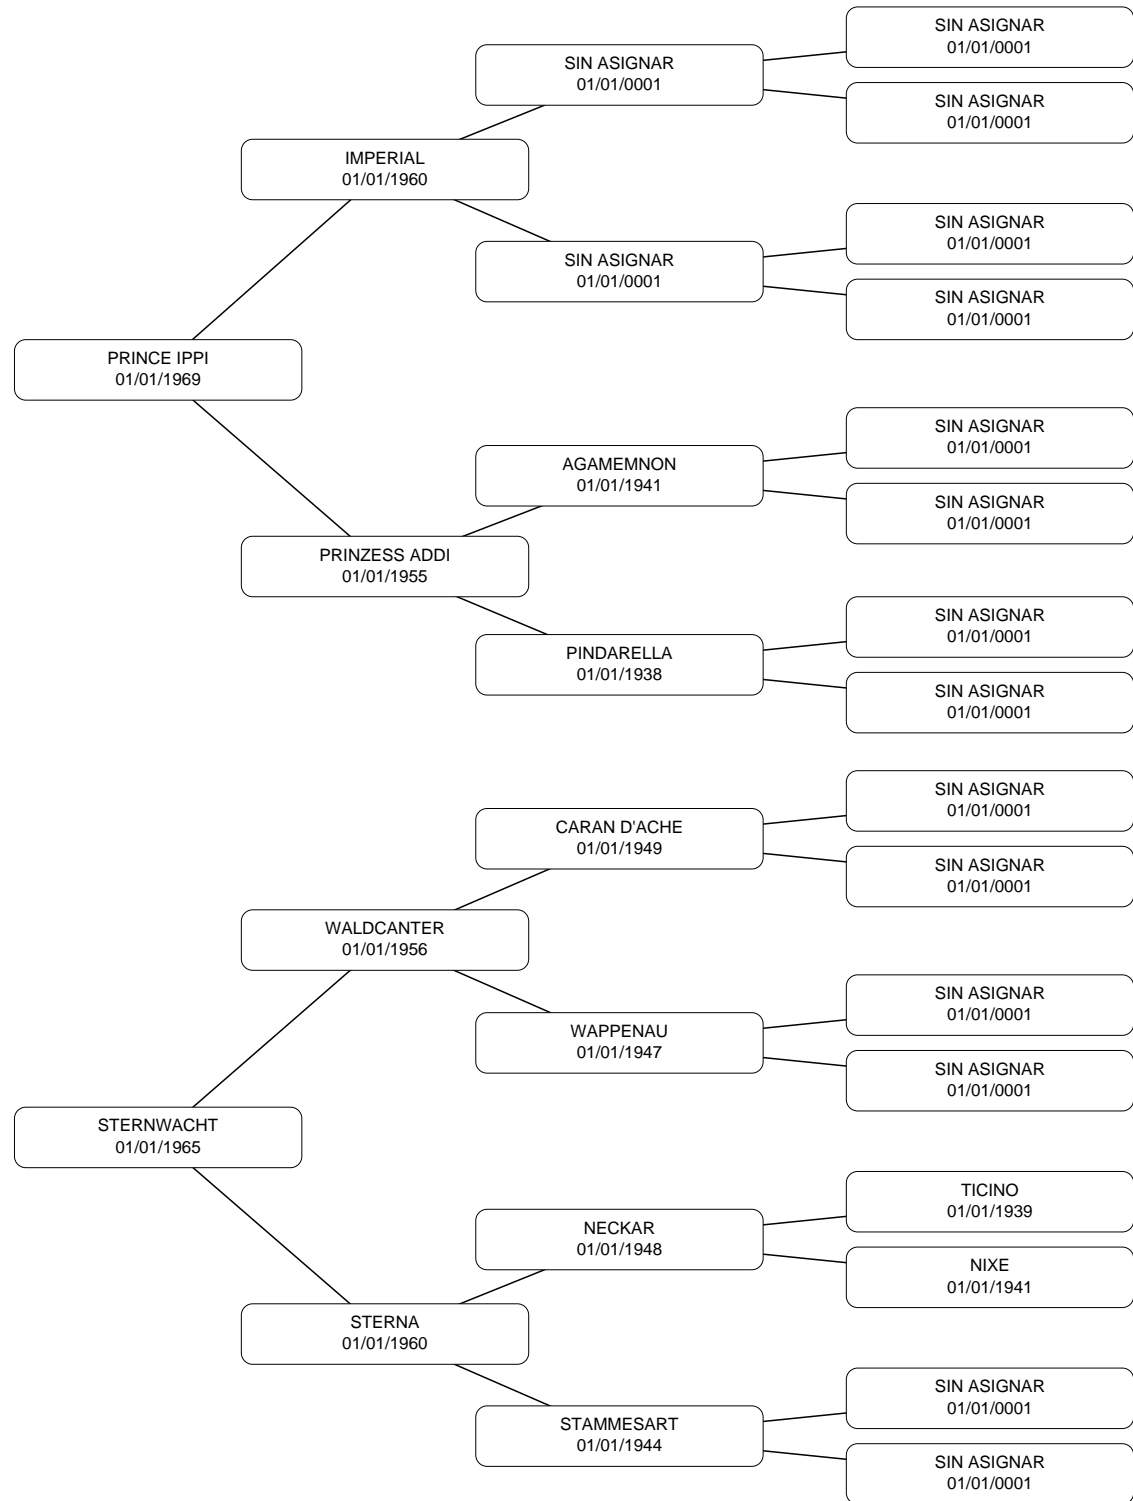 SIN ASIGNAR
01/01/0001
SIN ASIGNAR
01/01/0001
SIN ASIGNAR
01/01/0001
IMPERIAL
01/01/1960
SIN ASIGNAR
01/01/0001
SIN ASIGNAR
01/01/0001
SIN ASIGNAR
01/01/0001
PRINCE IPPI
01/01/1969
SIN ASIGNAR
01/01/0001
AGAMEMNON
01/01/1941
SIN ASIGNAR
01/01/0001
PRINZESS ADDI
01/01/1955
SIN ASIGNAR
01/01/0001
PINDARELLA
01/01/1938
SIN ASIGNAR
01/01/0001
SIN ASIGNAR
01/01/0001
CARAN D'ACHE
01/01/1949
SIN ASIGNAR
01/01/0001
WALDCANTER
01/01/1956
SIN ASIGNAR
01/01/0001
WAPPENAU
01/01/1947
SIN ASIGNAR
01/01/0001
STERNWACHT
01/01/1965
TICINO
01/01/1939
NECKAR
01/01/1948
NIXE
01/01/1941
STERNA
01/01/1960
SIN ASIGNAR
01/01/0001
STAMMESART
01/01/1944
SIN ASIGNAR
01/01/0001